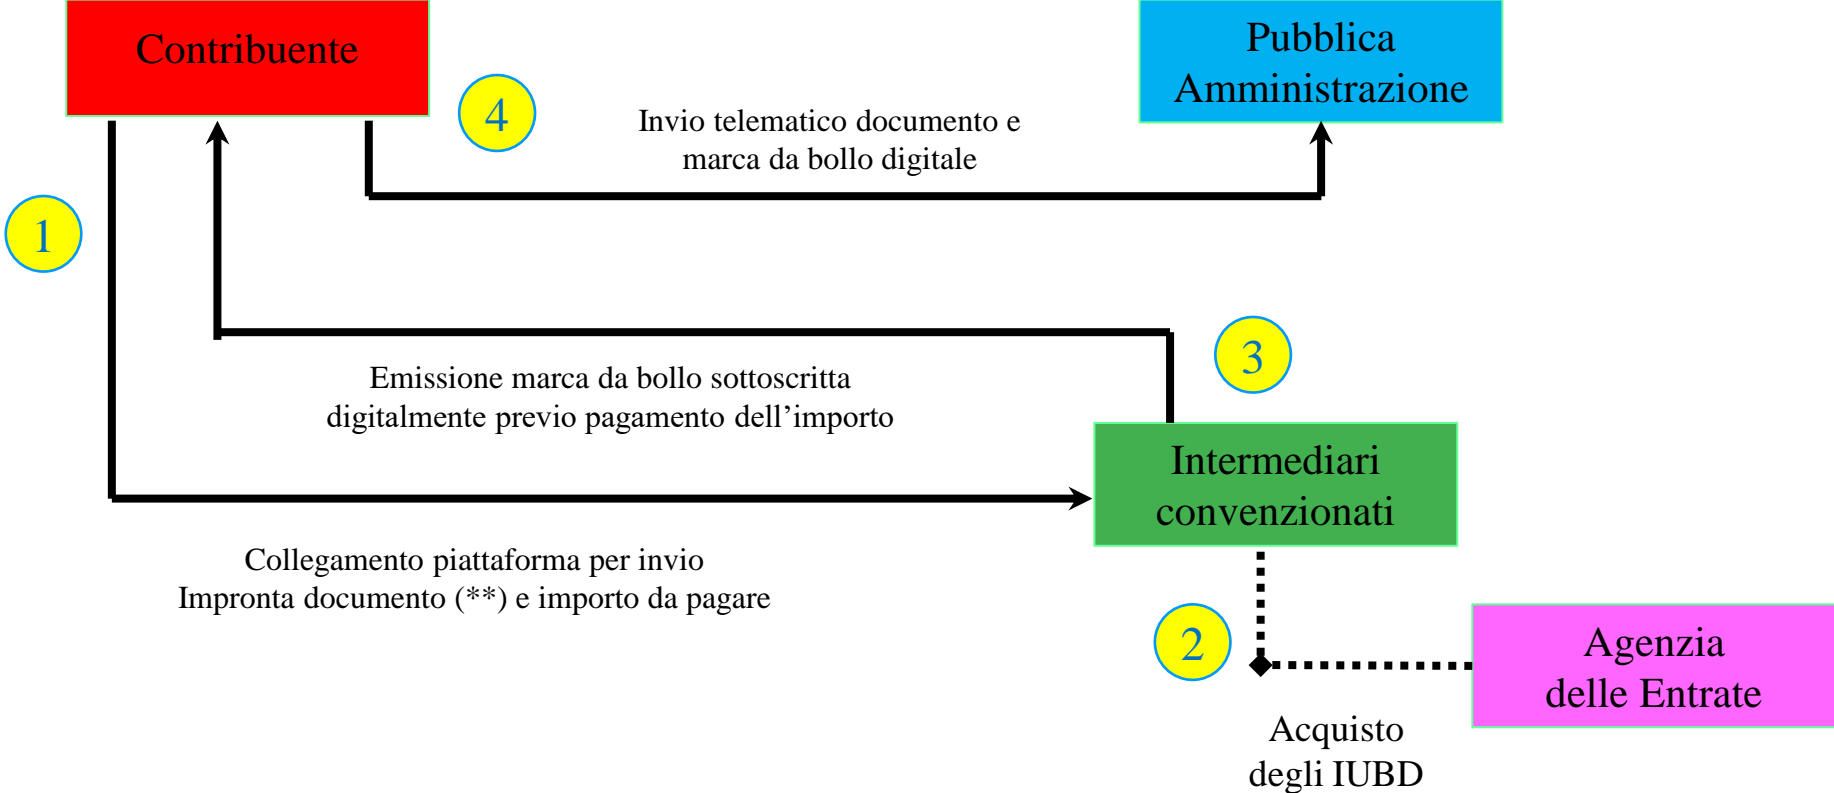 Contribuente
Pubblica
Amministrazione
4
Invio telematico documento e
marca da bollo digitale
1
3
Emissione marca da bollo sottoscritta
digitalmente previo pagamento dell’importo
Intermediari
convenzionati
Collegamento piattaforma per invio
Impronta documento (**) e importo da pagare
2
Agenzia
delle Entrate
Acquisto
degli IUBD